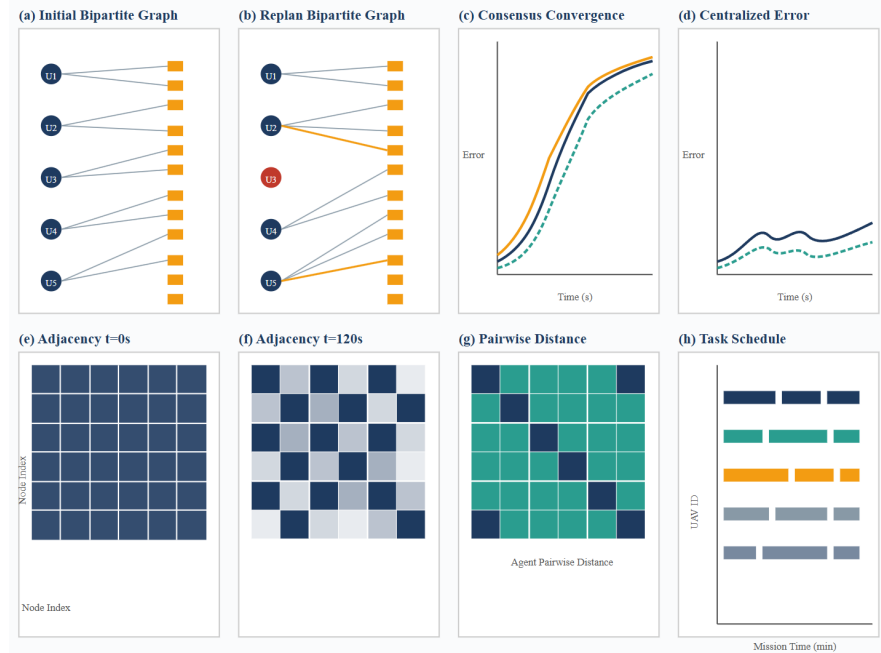 (a) Initial Bipartite Graph
(b) Replan Bipartite Graph
(c) Consensus Convergence
(d) Centralized Error
U1
U2
U3
U4
U5
U1
U2
U3
U4
U5
Error
Time (s)
Error
Time (s)
(e) Adjacency t=0s
(f) Adjacency t=120s
(g) Pairwise Distance
(h) Task Schedule
Node Index
Node Index
Agent Pairwise Distance
UAV ID
Mission Time (min)